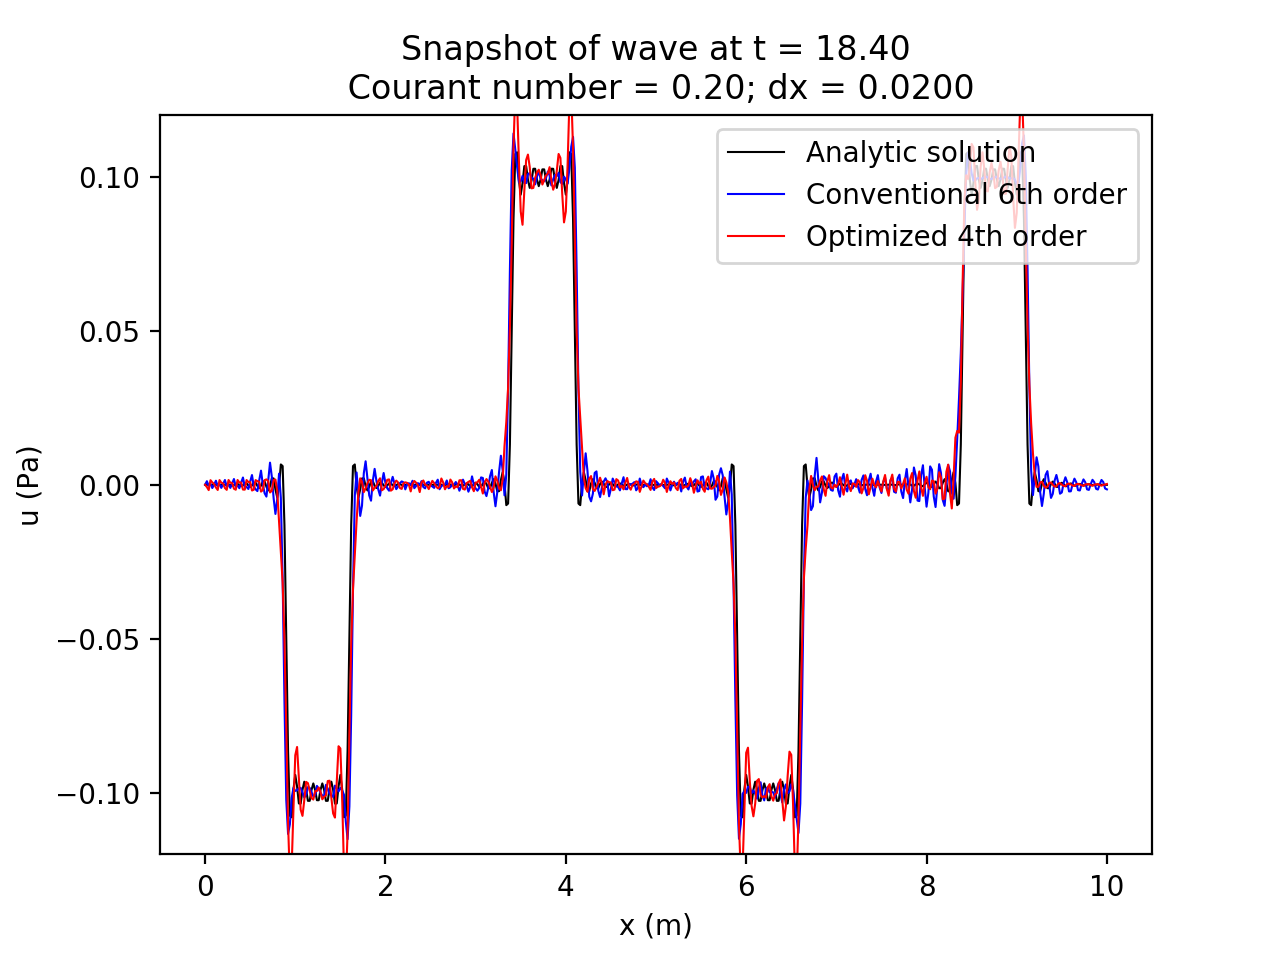 Snapshot of wave at t = 18.40
Courant number = 0.20; dx = 0.0200
Analytic solution
Conventional 6th order
Optimized 4th order
u (Pa)
0.10
0.05
0.00
−0.05
−0.10
0 2 4 6 8 10
x (m)